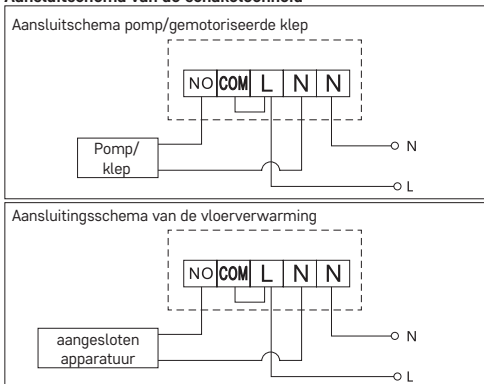 Aansluitschema van de schakeleenheid
Aansluitschema pomp/gemotoriseerde klep
NO COM L N N
Pomp/
klep
N
L
Aansluitingsschema van de vloerverwarming
NO COM L N N
aangesloten
apparatuur
N
L